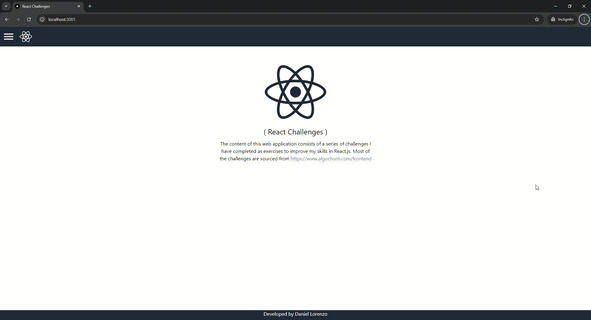 React Challenges
localhost:3001
Incognito
( React Challenges )
The content of this web application consists of a series of challenges I
have completed as exercises to improve my skills in React.js. Most of
the challenges are sourced from https://www.algochurn.com/frontend
Developed by Daniel Lorenzo